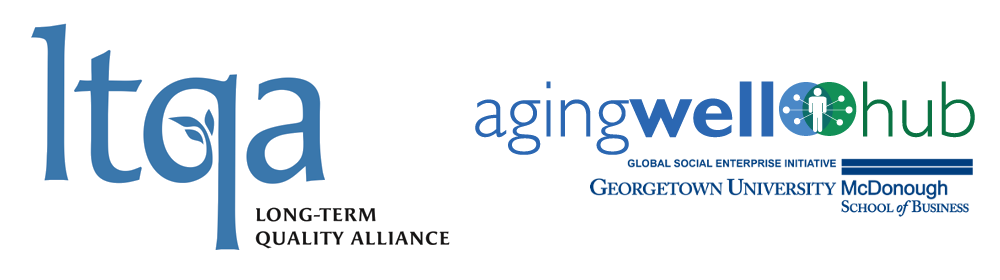 ltqa
LONG-TERM
QUALITY ALLIANCE
agingwellhub
GLOBAL SOCIAL ENTERPRISE INITIATIVE
GEORGETOWN UNIVERSITY McDonough
SCHOOL of BUSINESS